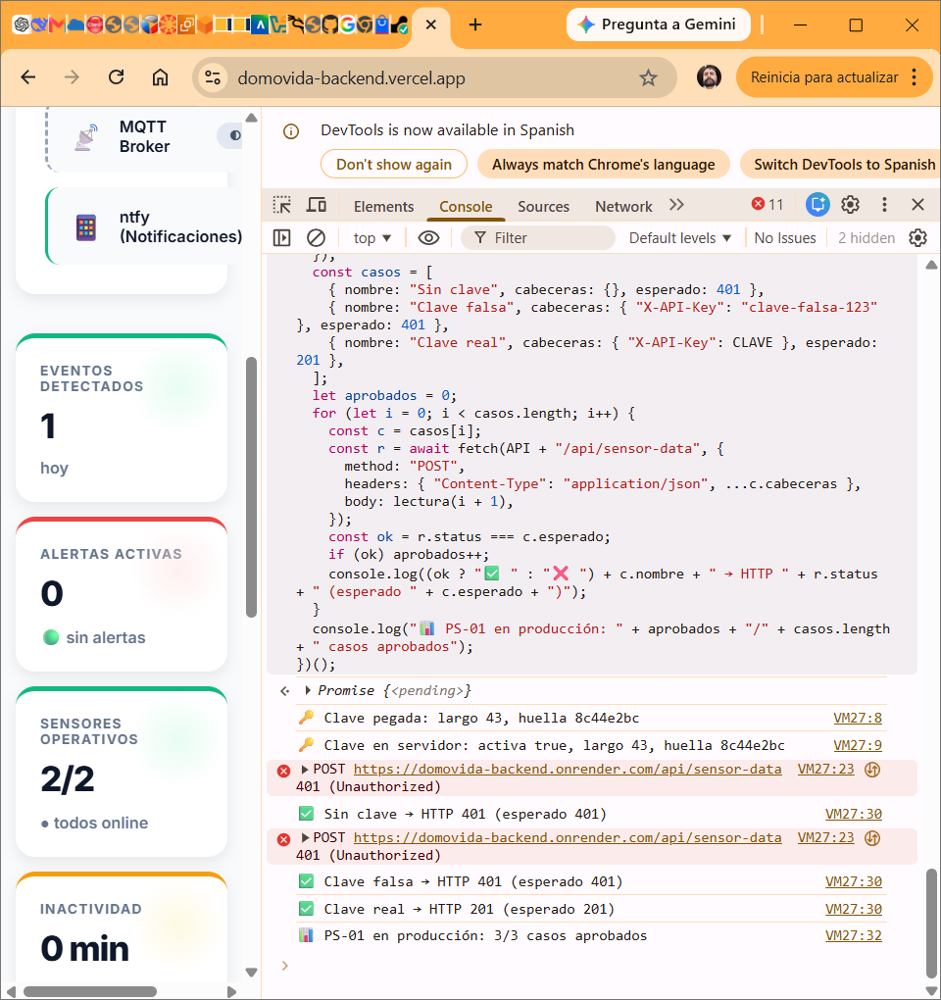 Pregunta a Gemini
domovida-backend.vercel.app
Reinicia para actualizar
MQTT
Broker
ntfy
(Notificaciones)
EVENTOS
DETECTADOS
1
hoy
ALERTAS ACTIVAS
0
sin alertas
SENSORES
OPERATIVOS
2/2
● todos online
INACTIVIDAD
0 min
DevTools is now available in Spanish
Don't show again
Always match Chrome's language
Switch DevTools to Spanish
Elements
Console
Sources
Network
11
top
Filter
Default levels
No Issues
2 hidden
});
const casos = [
{ nombre: "Sin clave", cabeceras: {}, esperado: 401 },
{ nombre: "Clave falsa", cabeceras: { "X-API-Key": "clave-falsa-123"
}, esperado: 401 },
{ nombre: "Clave real", cabeceras: { "X-API-Key": CLAVE }, esperado:
201 },
];
let aprobados = 0;
for (let i = 0; i < casos.length; i++) {
const c = casos[i];
const r = await fetch(API + "/api/sensor-data", {
method: "POST",
headers: { "Content-Type": "application/json", ...c.cabeceras },
body: lectura(i + 1),
});
const ok = r.status === c.esperado;
if (ok) aprobados++;
console.log((ok ? "✅ " : "❌ ") + c.nombre + " → HTTP " + r.status
+ " (esperado " + c.esperado + ")");
}
console.log("📊 PS-01 en producción: " + aprobados + "/" + casos.length
+ " casos aprobados");
})();
Promise {<pending>}
🔑 Clave pegada: largo 43, huella 8c44e2bc VM27:8
🔑 Clave en servidor: activa true, largo 43, huella 8c44e2bc VM27:9
POST https://domovida-backend.onrender.com/api/sensor-data VM27:23
401 (Unauthorized)
✅ Sin clave → HTTP 401 (esperado 401) VM27:30
POST https://domovida-backend.onrender.com/api/sensor-data VM27:23
401 (Unauthorized)
✅ Clave falsa → HTTP 401 (esperado 401) VM27:30
✅ Clave real → HTTP 201 (esperado 201) VM27:30
📊 PS-01 en producción: 3/3 casos aprobados VM27:32